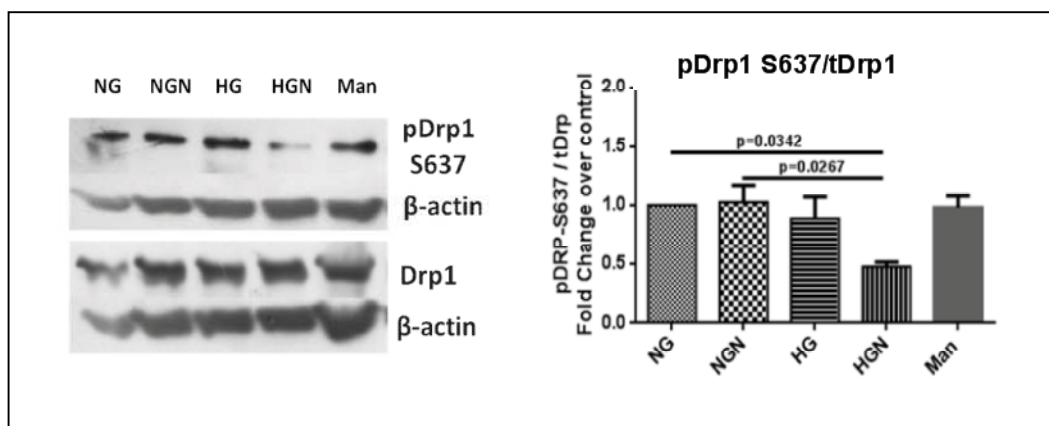 NG NGN HG HGN Man
pDrp1
S637
β-actin
Drp1
β-actin
pDrp1 S637/tDrp1
pDRP-S637 / tDrp
Fold Change over control
2.0
1.5
1.0
0.5
0.0
p=0.0342
p=0.0267
NG NGN HG HGN Man